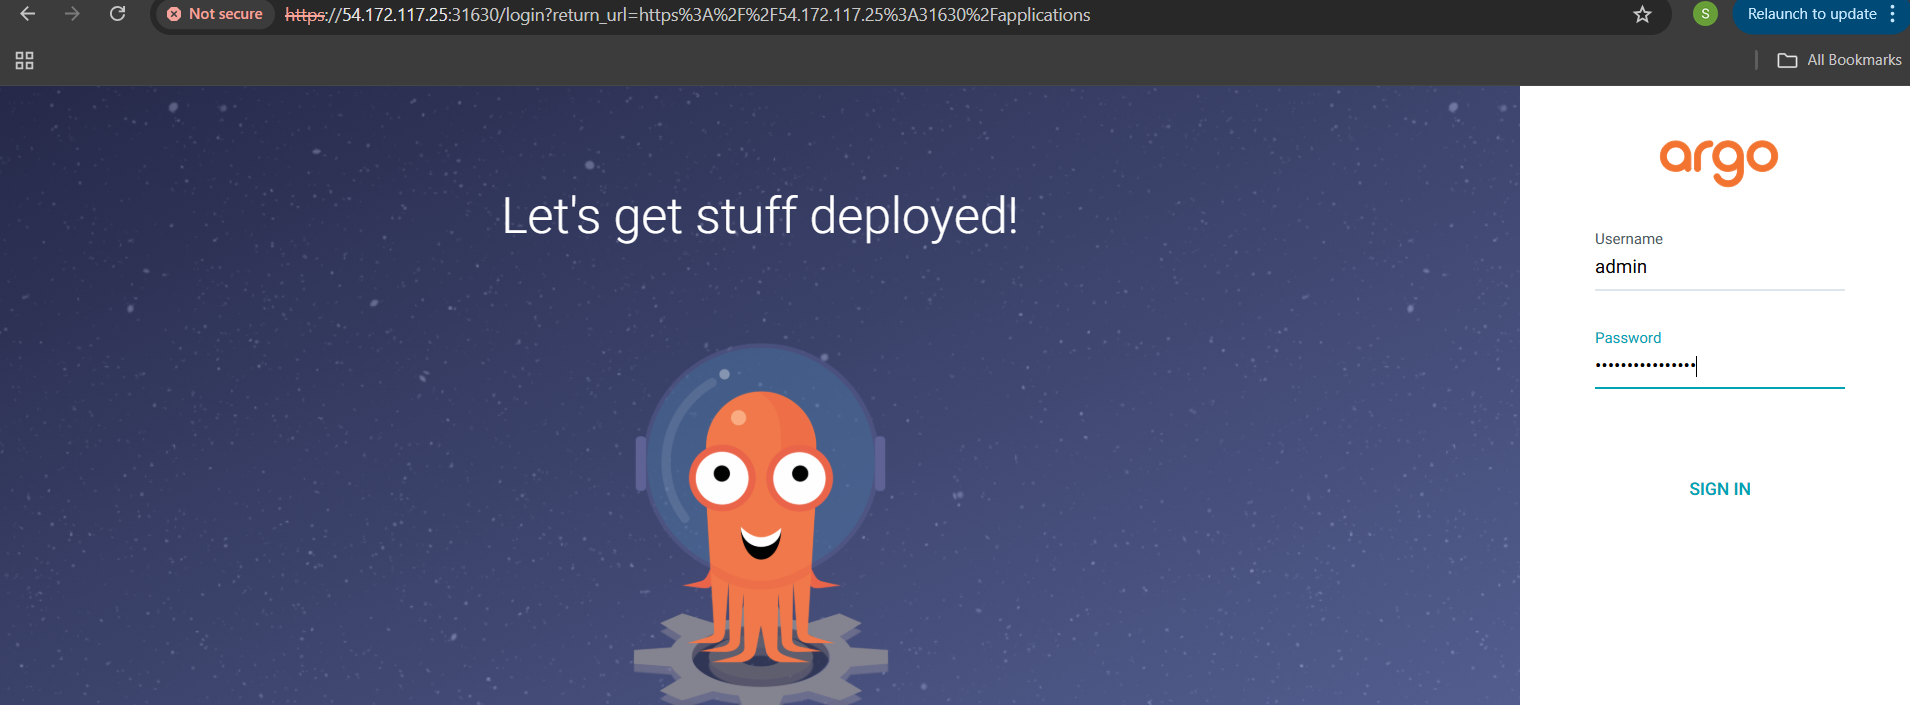 Not secure
https://54.172.117.25:31630/login?return_url=https%3A%2F%2F54.172.117.25%3A31630%2Fapplications
S
Relaunch to update
All Bookmarks
Let's get stuff deployed!
argo
Username
admin
Password
••••••••••••••••
SIGN IN